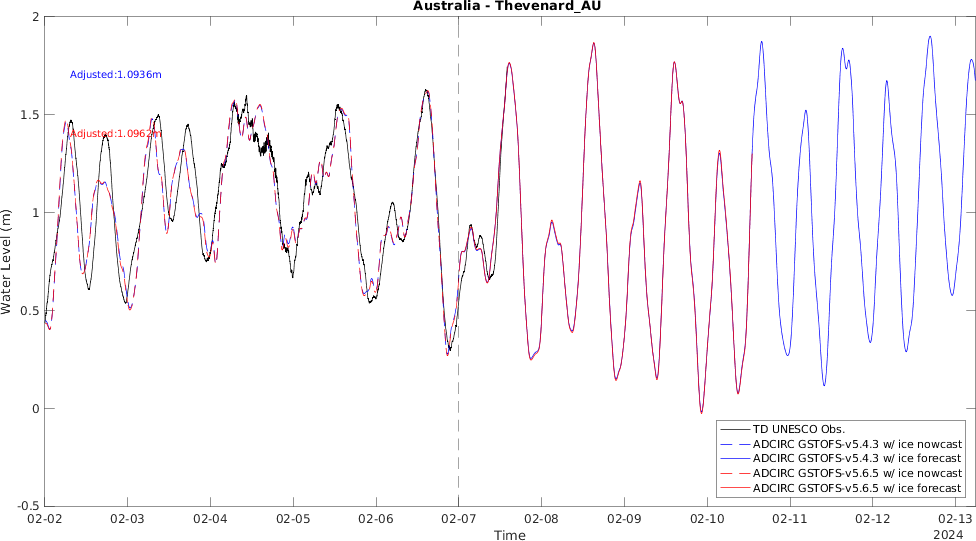 Australia - Thevenard_AU
2
Adjusted:1.0936m
1.5
Adjusted:1.0962m
1
Water Level (m)
0.5
0
TD UNESCO Obs.
ADCIRC GSTOFS-v5.4.3 w/ ice nowcast
ADCIRC GSTOFS-v5.4.3 w/ ice forecast
ADCIRC GSTOFS-v5.6.5 w/ ice nowcast
ADCIRC GSTOFS-v5.6.5 w/ ice forecast
-0.5
02-02 02-03 02-04 02-05 02-06 02-07 02-08 02-09 02-10 02-11 02-12 02-13
Time 2024